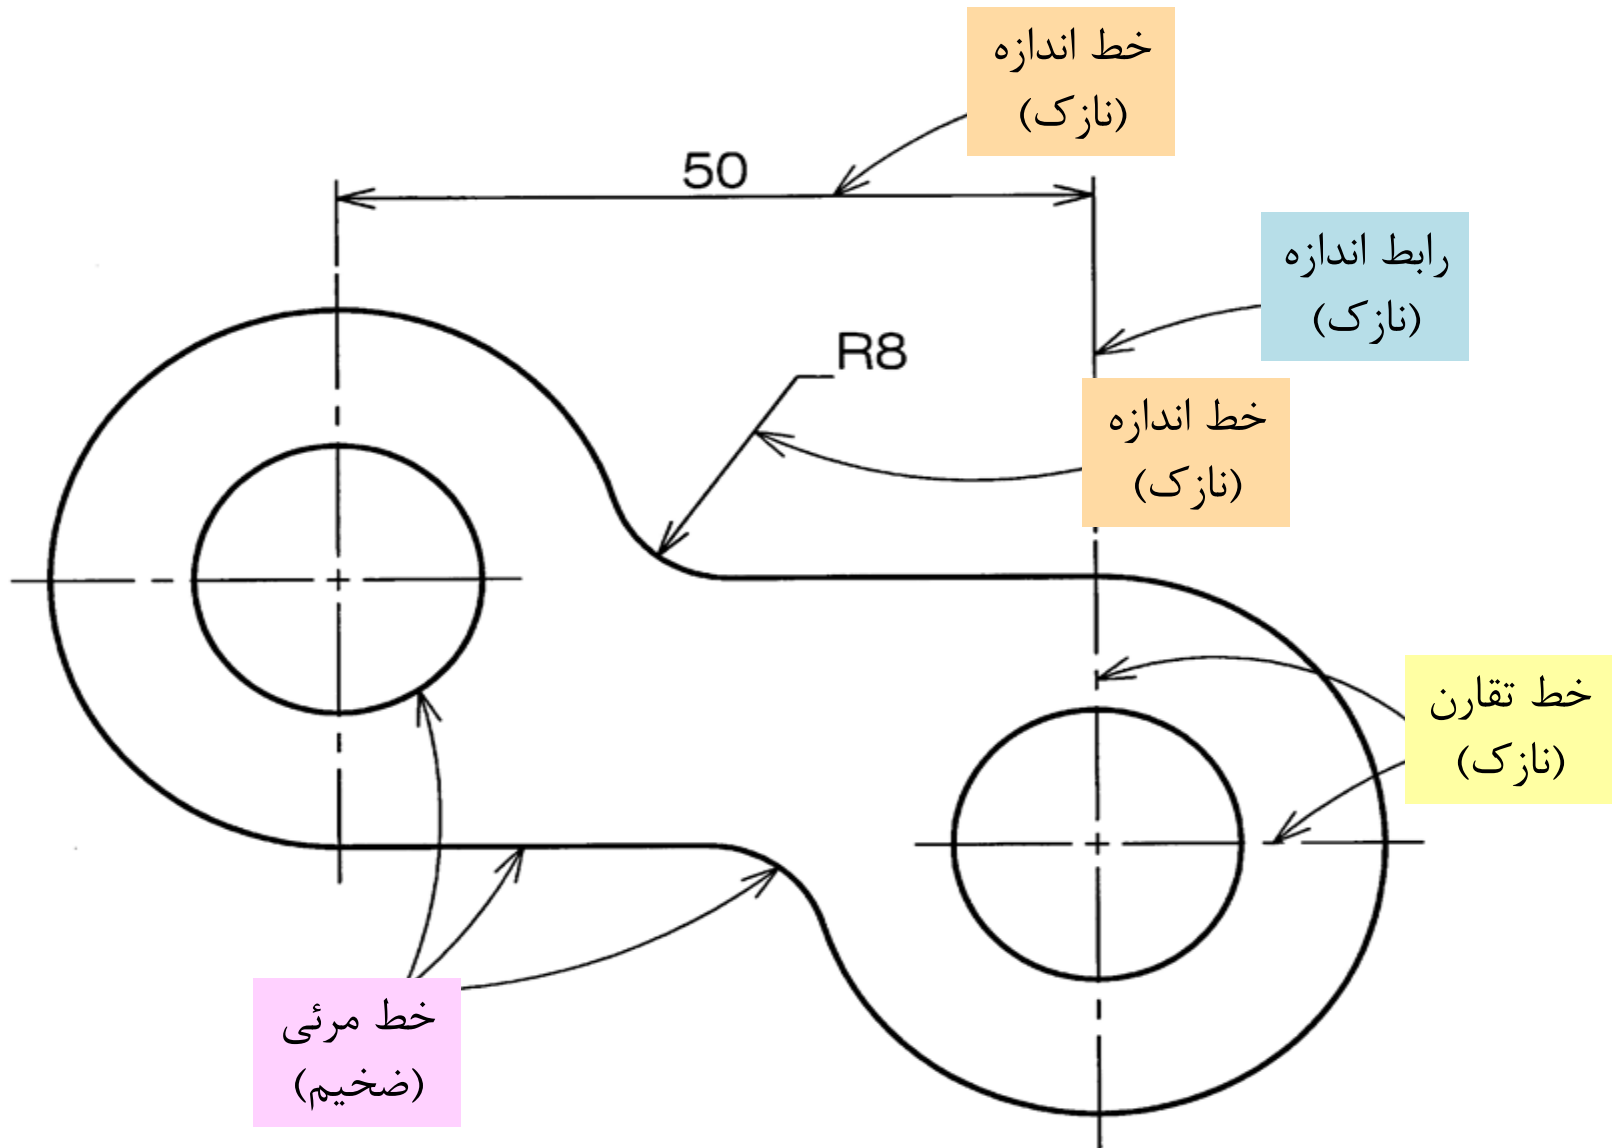 خط اندازه
(نازک)
50
رابط اندازه
(نازک)
R8
خط اندازه
(نازک)
خط تقارن
(نازک)
خط مرئی
(ضخیم)